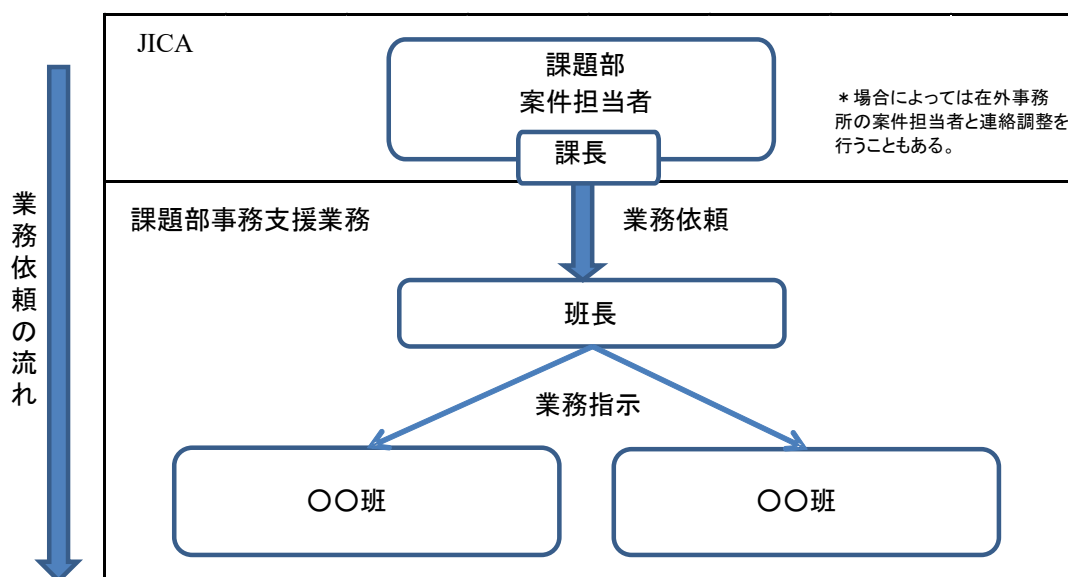 JICA
課題部
案件担当者
課長
*場合によっては在外事務
所の案件担当者と連絡調整を
行うこともある。
業務依頼の流れ
課題部事務支援業務
業務依頼
班長
業務指示
〇〇班
〇〇班